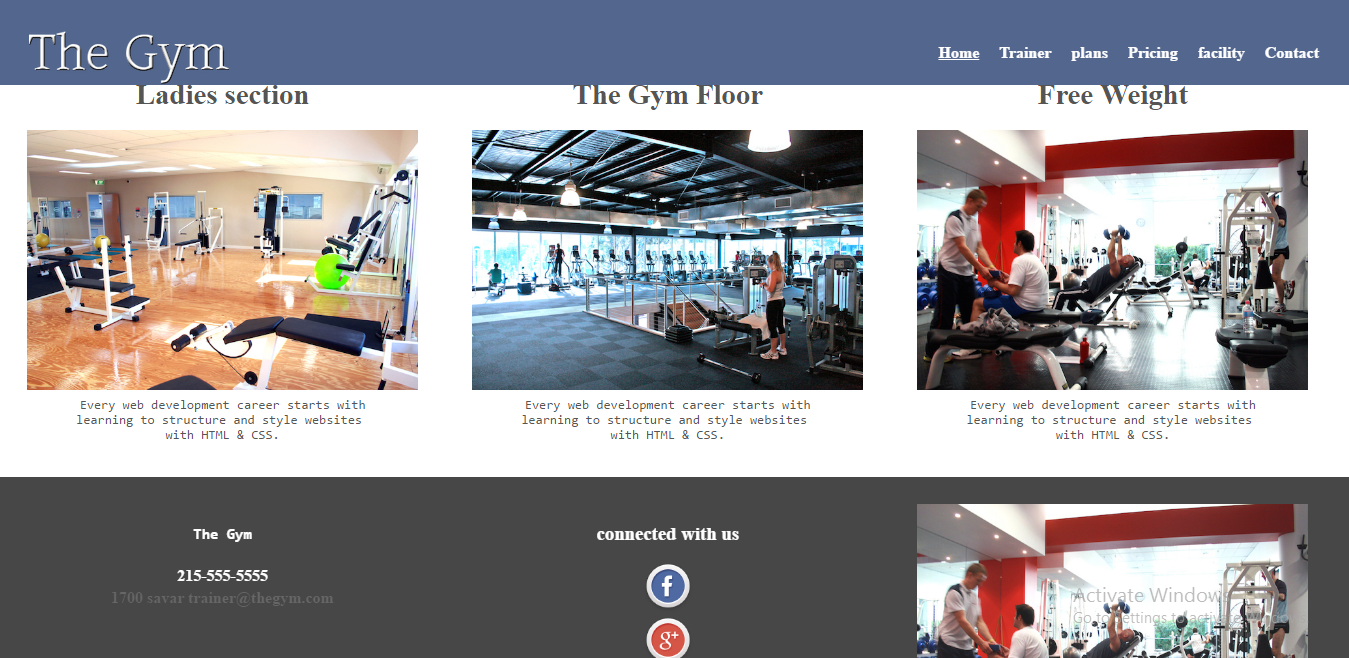 The Gym
Home Trainer plans Pricing facility Contact
Ladies section
The Gym Floor
Free Weight
Every web development career starts with
learning to structure and style websites
with HTML & CSS.
Every web development career starts with
learning to structure and style websites
with HTML & CSS.
Every web development career starts with
learning to structure and style websites
with HTML & CSS.
The Gym
215-555-5555
1700 savar trainer@thegym.com
connected with us
f
g+
Activate Windows
Go to Settings to activate